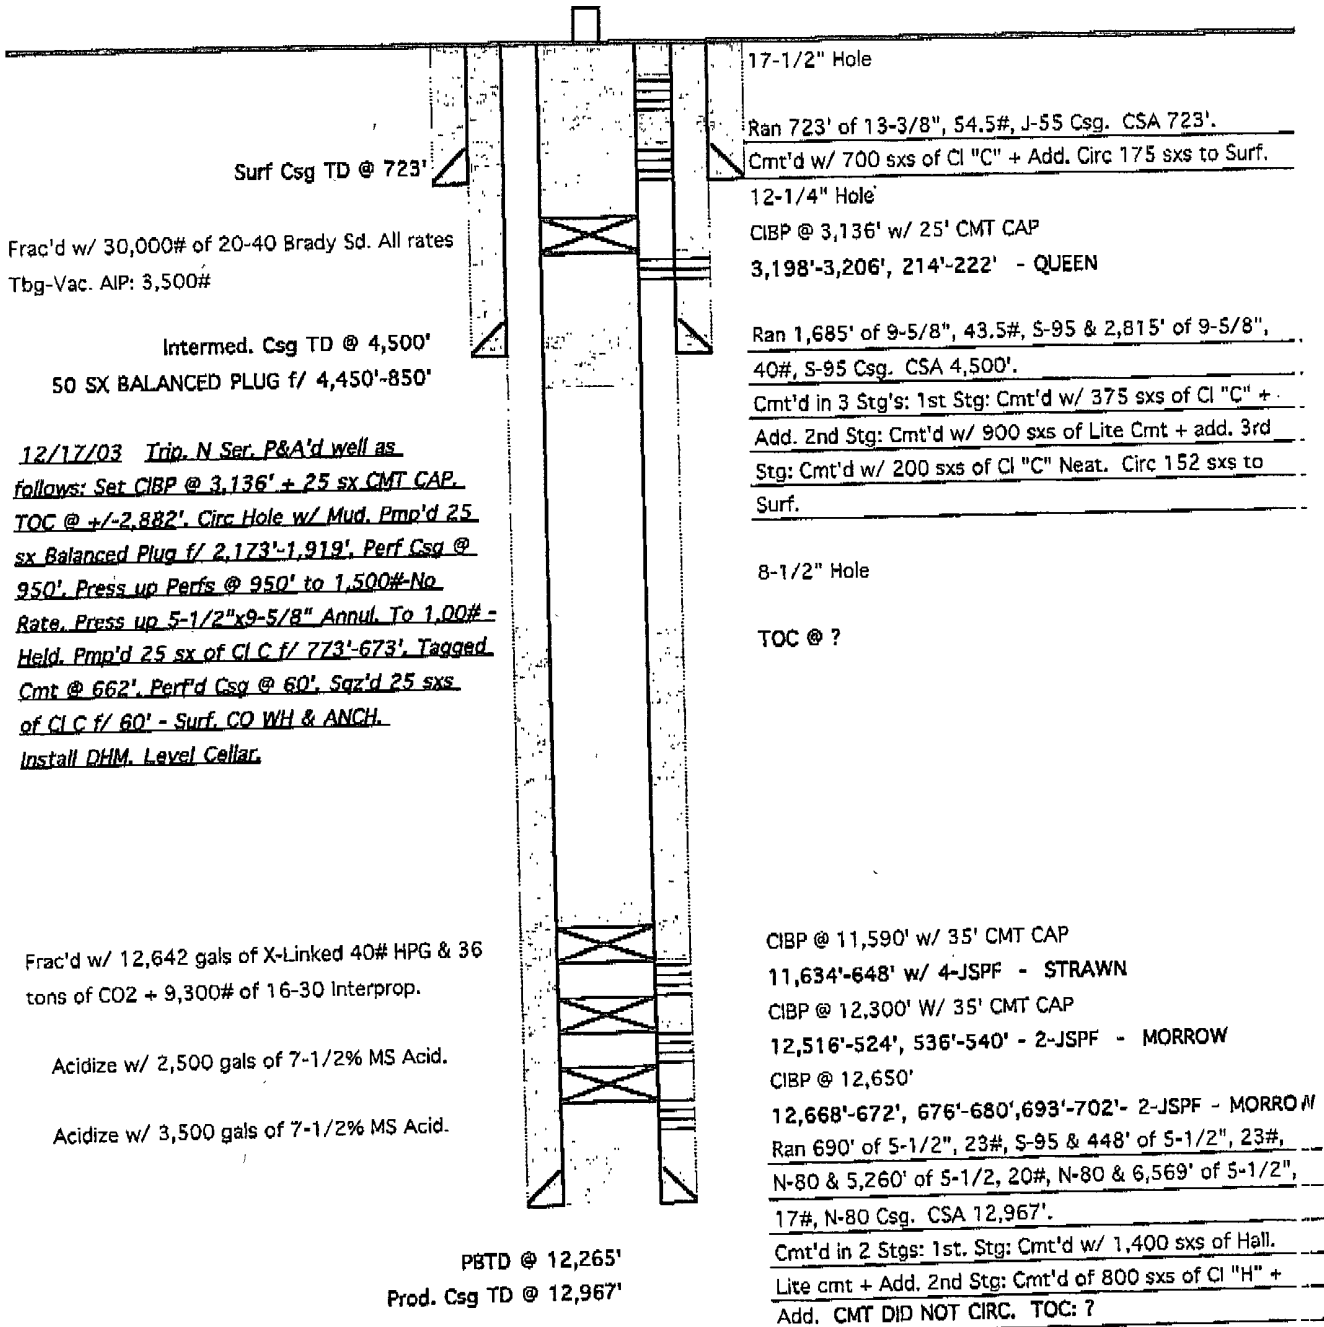 17-1/2" Hole
Ran 723' of 13-3/8", 54.5#, J-55 Csg. CSA 723'.
Cmt'd w/ 700 sxs of Cl "C" + Add. Circ 175 sxs to Surf.
Surf Csg TD @ 723'
12-1/4" Hole
CIBP @ 3,136' w/ 25' CMT CAP
3,198'-3,206', 214'-222' - QUEEN
Frac'd w/ 30,000# of 20-40 Brady Sd. All rates
Tbg-Vac. AIP: 3,500#
Intermed. Csg TD @ 4,500'
50 SX BALANCED PLUG f/ 4,450'-850'
Ran 1,685' of 9-5/8", 43.5#, S-95 & 2,815' of 9-5/8",
40#, S-95 Csg. CSA 4,500'.
Cmt'd in 3 Stg's: 1st Stg: Cmt'd w/ 375 sxs of Cl "C" +
Add. 2nd Stg: Cmt'd w/ 900 sxs of Lite Cmt + add. 3rd
Stg: Cmt'd w/ 200 sxs of Cl "C" Neat. Circ 152 sxs to
Surf.
12/17/03 Trip. N Ser. P&A'd well as
follows: Set CIBP @ 3,136' + 25 sx CMT CAP.
TOC @ +/-2,882'. Circ Hole w/ Mud. Pmp'd 25
sx Balanced Plug f/ 2,173'-1,919'. Perf Csg @
950'. Press up Perfs @ 950' to 1,500#-No
Rate. Press up 5-1/2"x9-5/8" Annul. To 1,00# -
Held. Pmp'd 25 sx of Cl C f/ 773'-673'. Tagged
Cmt @ 662'. Perf'd Csg @ 60'. Sqz'd 25 sxs
of Cl C f/ 60' - Surf. CO WH & ANCH.
Install DHM. Level Cellar.
8-1/2" Hole
TOC @ ?
Frac'd w/ 12,642 gals of X-Linked 40# HPG & 36
tons of CO2 + 9,300# of 16-30 Interprop.
Acidize w/ 2,500 gals of 7-1/2% MS Acid.
Acidize w/ 3,500 gals of 7-1/2% MS Acid.
CIBP @ 11,590' w/ 35' CMT CAP
11,634'-648' w/ 4-JSPF - STRAWN
CIBP @ 12,300' W/ 35' CMT CAP
12,516'-524', 536'-540' - 2-JSPF - MORROW
CIBP @ 12,650'
12,668'-672', 676'-680',693'-702'- 2-JSPF - MORROW
Ran 690' of 5-1/2", 23#, S-95 & 448' of 5-1/2", 23#,
N-80 & 5,260' of 5-1/2, 20#, N-80 & 6,569' of 5-1/2",
17#, N-80 Csg. CSA 12,967'.
Cmt'd in 2 Stgs: 1st. Stg: Cmt'd w/ 1,400 sxs of Hall.
Lite cmt + Add. 2nd Stg: Cmt'd of 800 sxs of Cl "H" +
Add. CMT DID NOT CIRC. TOC: ?
PBTD @ 12,265'
Prod. Csg TD @ 12,967'